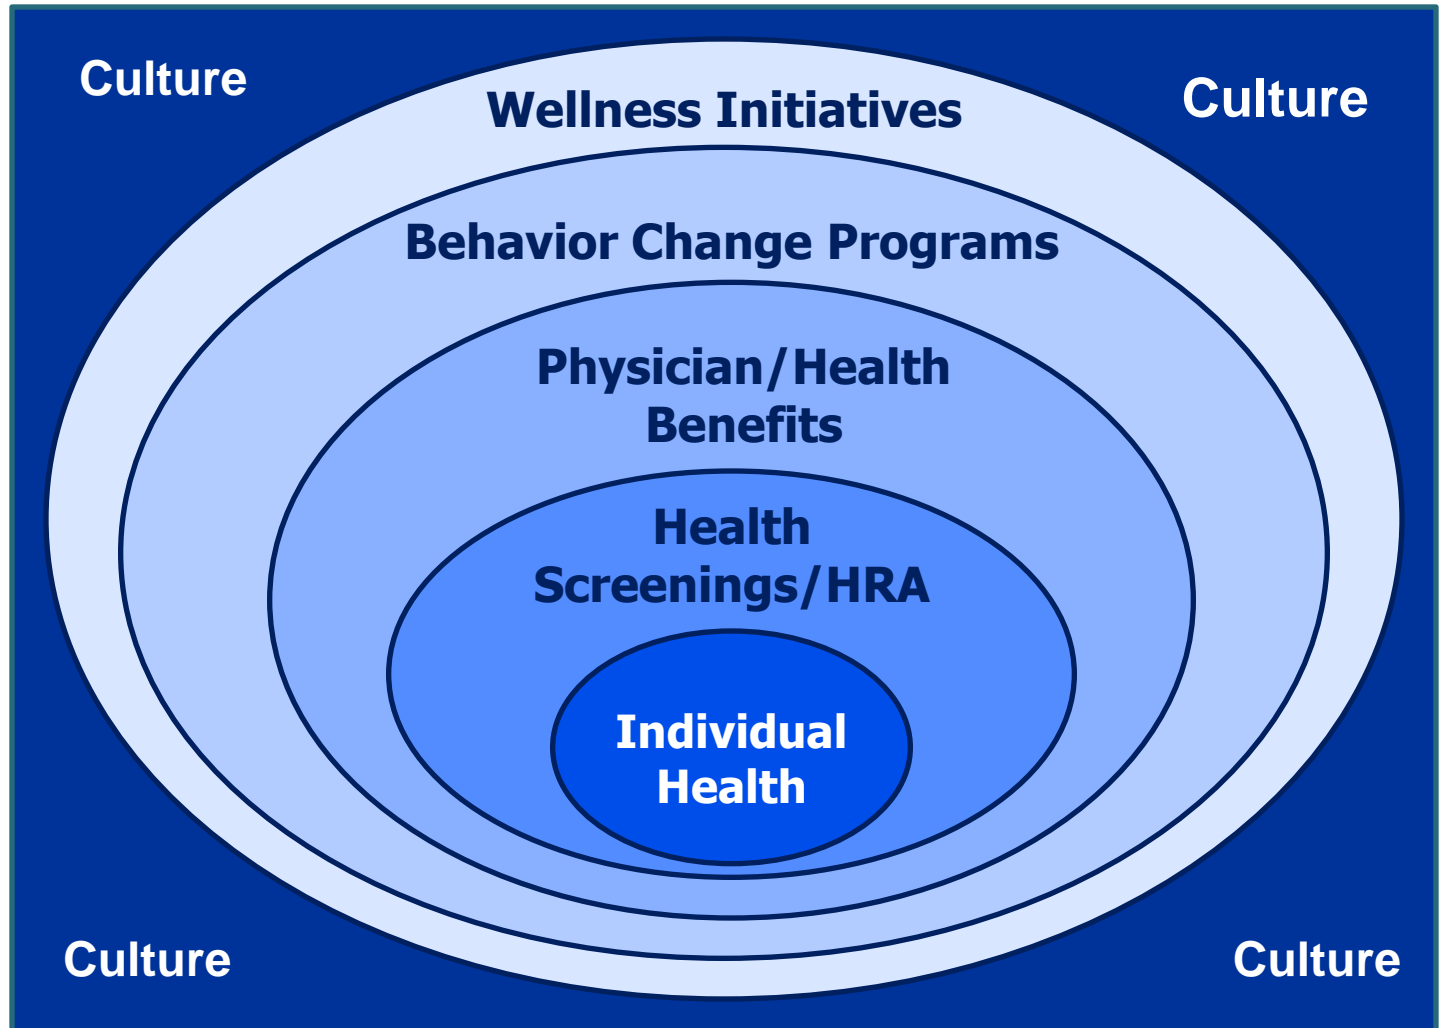 Culture
Culture
Wellness Initiatives
Behavior Change Programs
Physician/Health
Benefits
Health
Screenings/HRA
Individual
Health
Culture
Culture